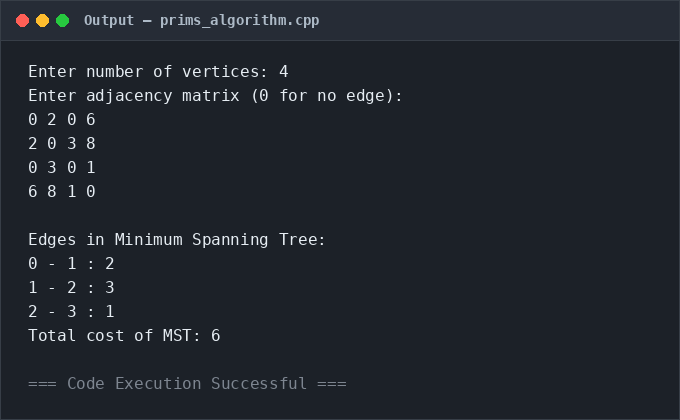 Output — prims_algorithm.cpp
Enter number of vertices: 4
Enter adjacency matrix (0 for no edge):
0 2 0 6
2 0 3 8
0 3 0 1
6 8 1 0
Edges in Minimum Spanning Tree:
0 - 1 : 2
1 - 2 : 3
2 - 3 : 1
Total cost of MST: 6
=== Code Execution Successful ===